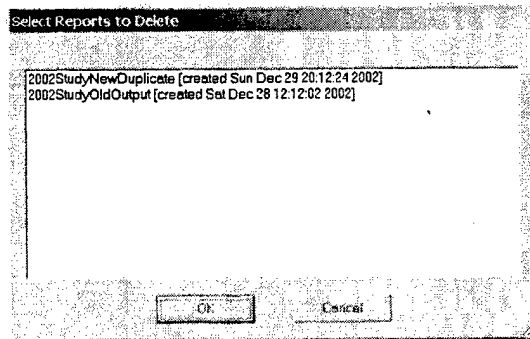 Select Reports to Delete
2002StudyNewDuplicate [created Sun Dec 29 20:12:24 2002]
2002StudyOldOutput [created Sat Dec 28 12:12:02 2002]
OK
Cancel